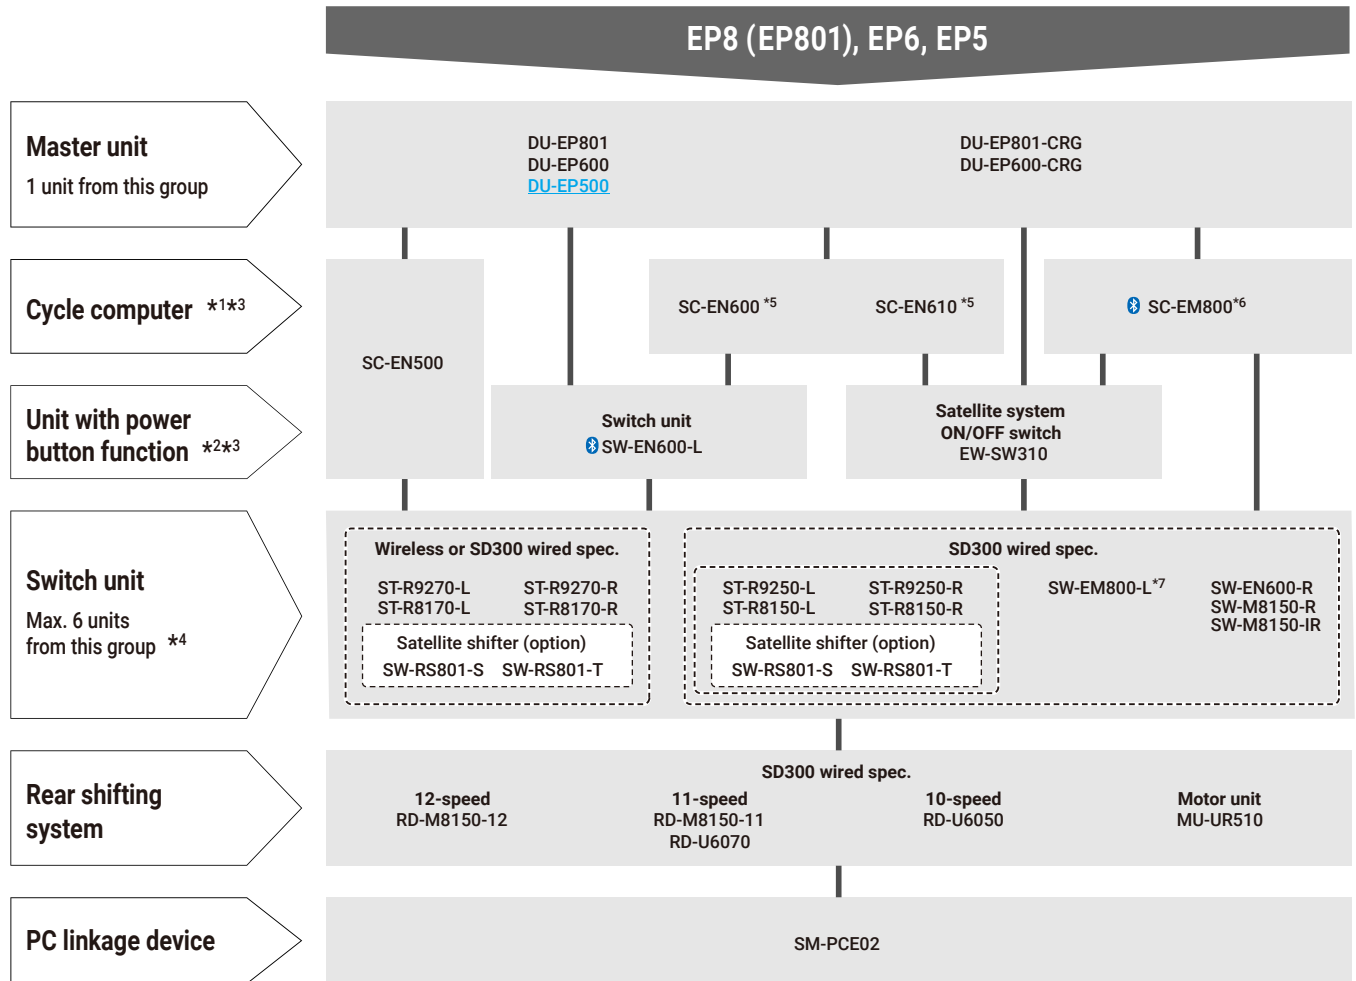 EP8 (EP801), EP6, EP5
Master unit
1 unit from this group
DU-EP801
DU-EP600
DU-EP500
DU-EP801-CRG
DU-EP600-CRG
Cycle computer *1*3
SC-EN500
SC-EN600 *5
SC-EN610 *5
SC-EM800*6
Unit with power
button function *2*3
Switch unit
SW-EN600-L
Satellite system
ON/OFF switch
EW-SW310
Switch unit
Max. 6 units
from this group *4
Wireless or SD300 wired spec.
ST-R9270-L ST-R9270-R
ST-R8170-L ST-R8170-R
Satellite shifter (option)
SW-RS801-S SW-RS801-T
SD300 wired spec.
ST-R9250-L ST-R9250-R
ST-R8150-L ST-R8150-R
Satellite shifter (option)
SW-RS801-S SW-RS801-T
SW-EM800-L*7
SW-EN600-R
SW-M8150-R
SW-M8150-IR
Rear shifting
system
SD300 wired spec.
12-speed
RD-M8150-12
11-speed
RD-M8150-11
RD-U6070
10-speed
RD-U6050
Motor unit
MU-UR510
PC linkage device
SM-PCE02